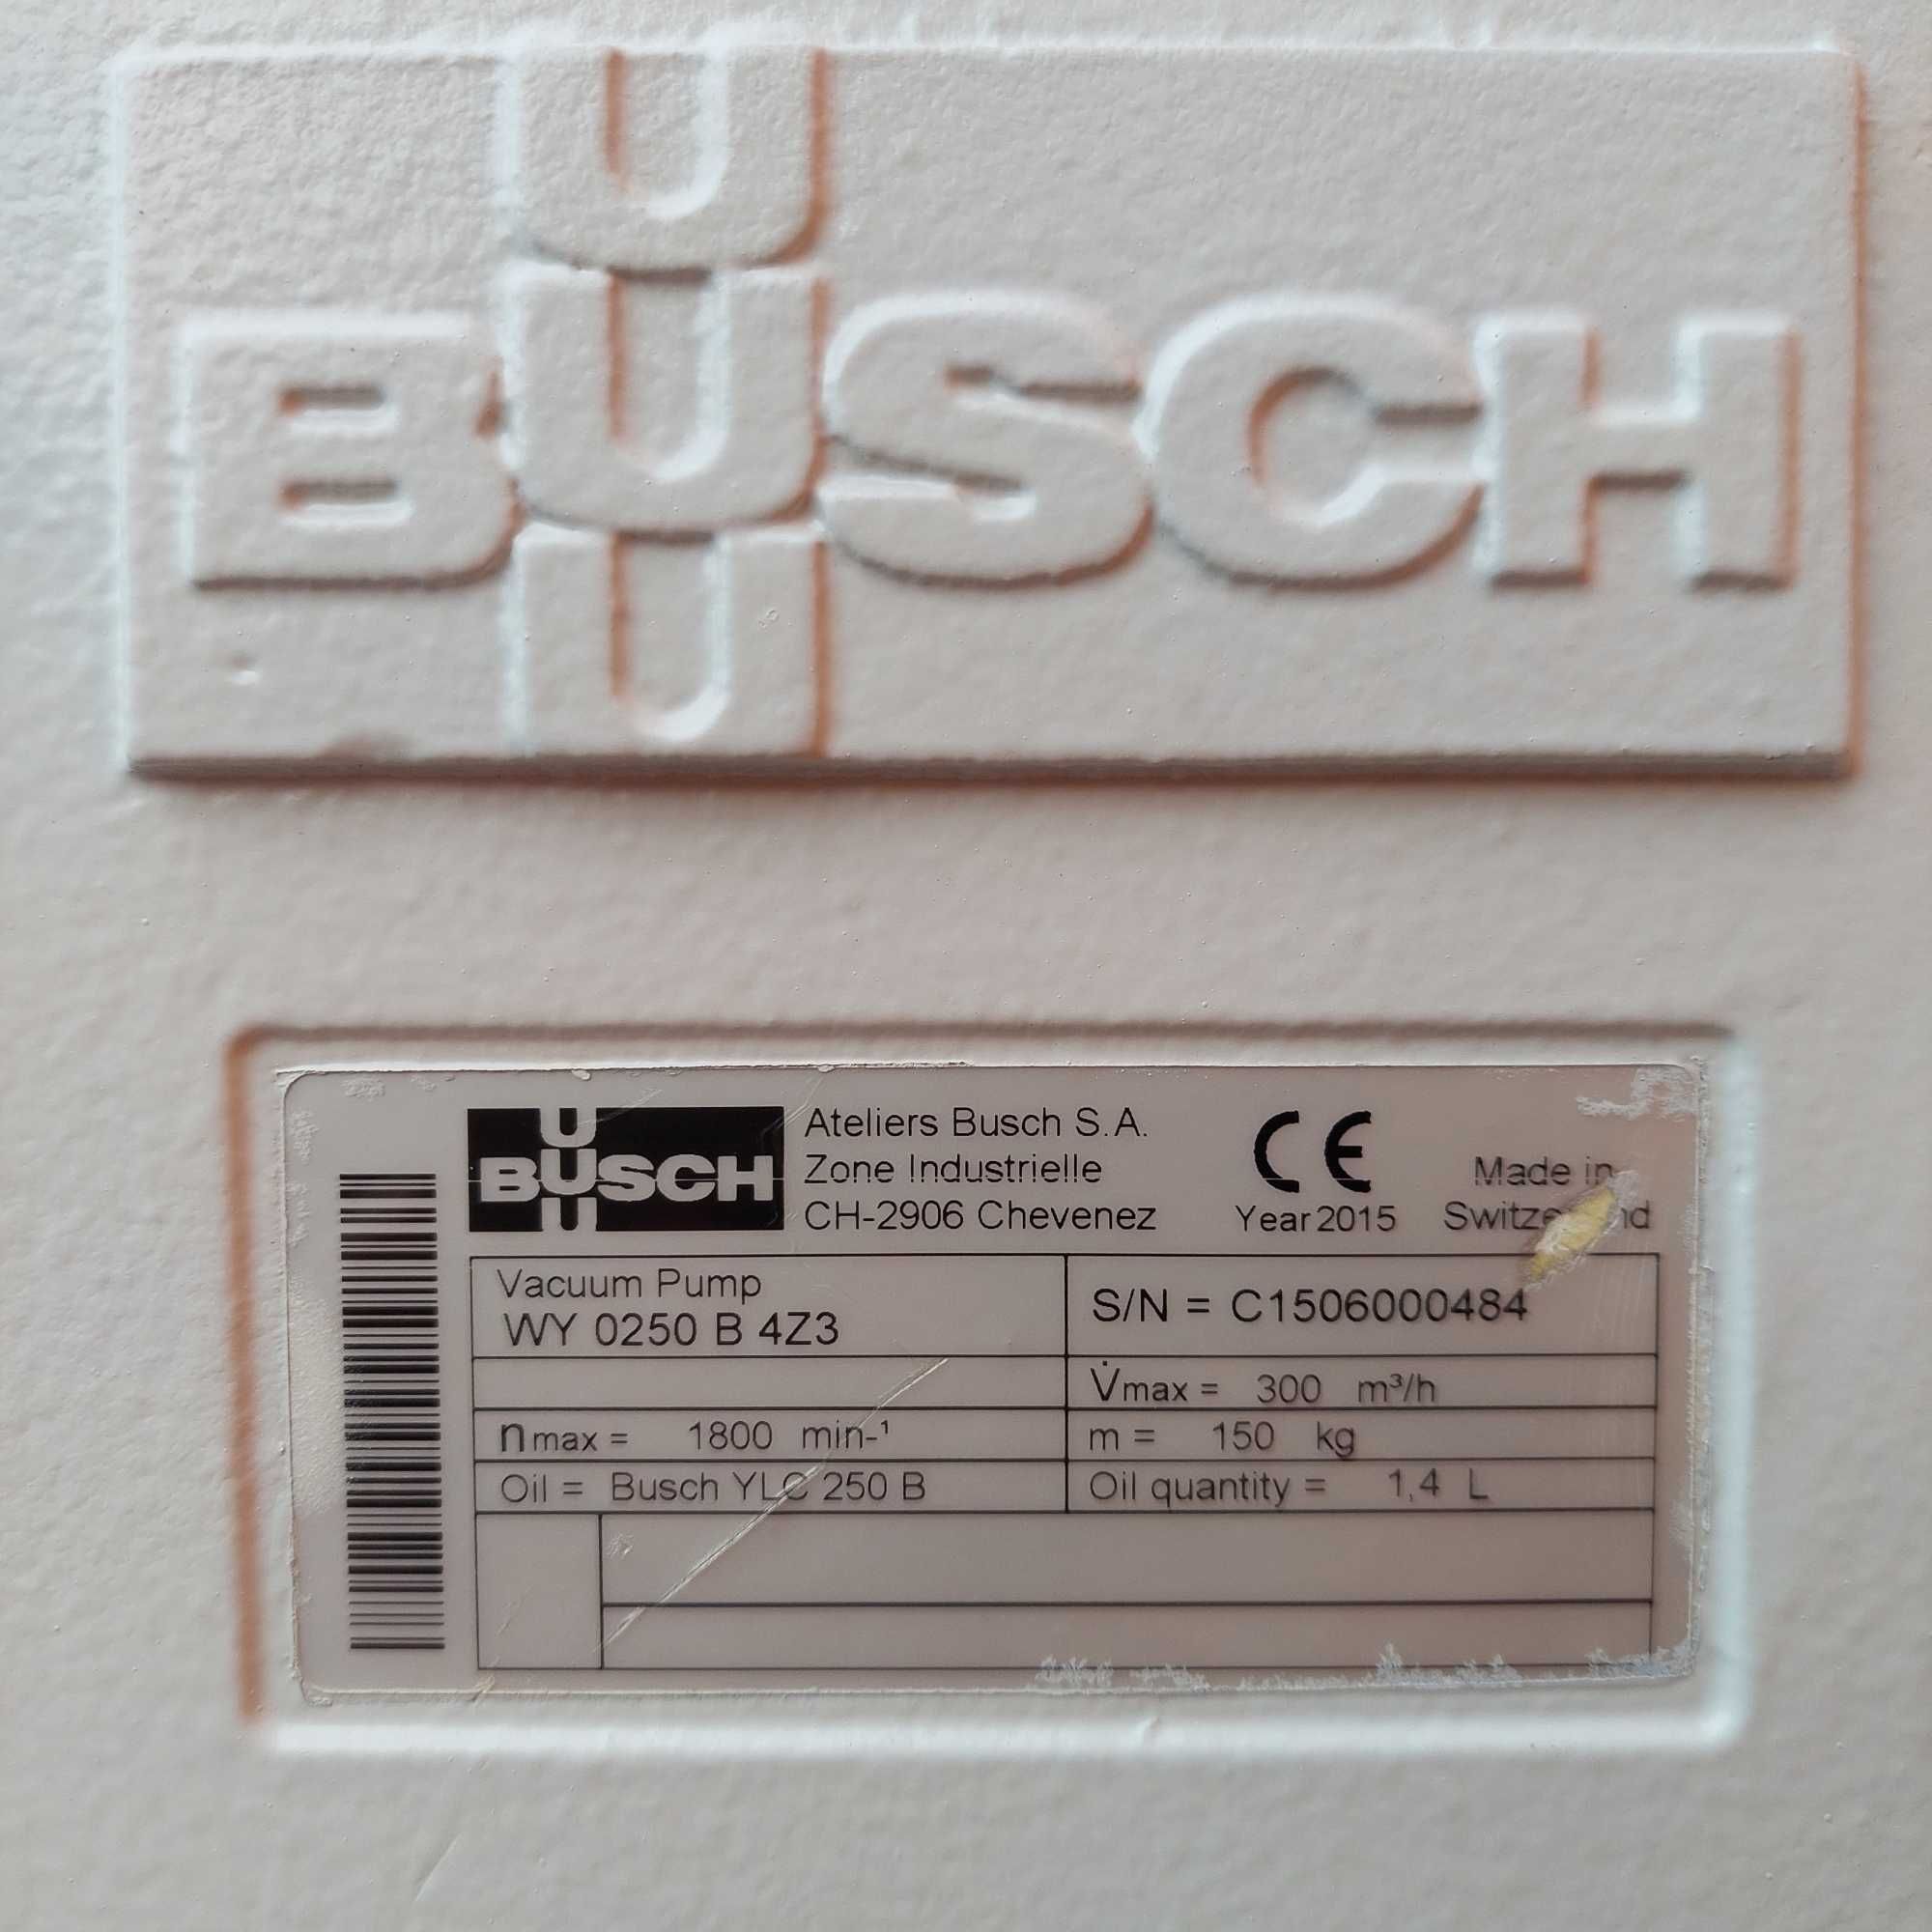 BUSCH
BUSCH
Ateliers Busch S.A.
Zone Industrielle
CH-2906 Chevenez
CE
Year 2015
Made in
Vacuum Pump
WY 0250 B 4Z3
S/N = C1506000484
V̇max = 300 m³/h
nmax = 1800 min-¹
m = 150 kg
Oil = Busch YLC 250 B
Oil quantity = 1,4 L